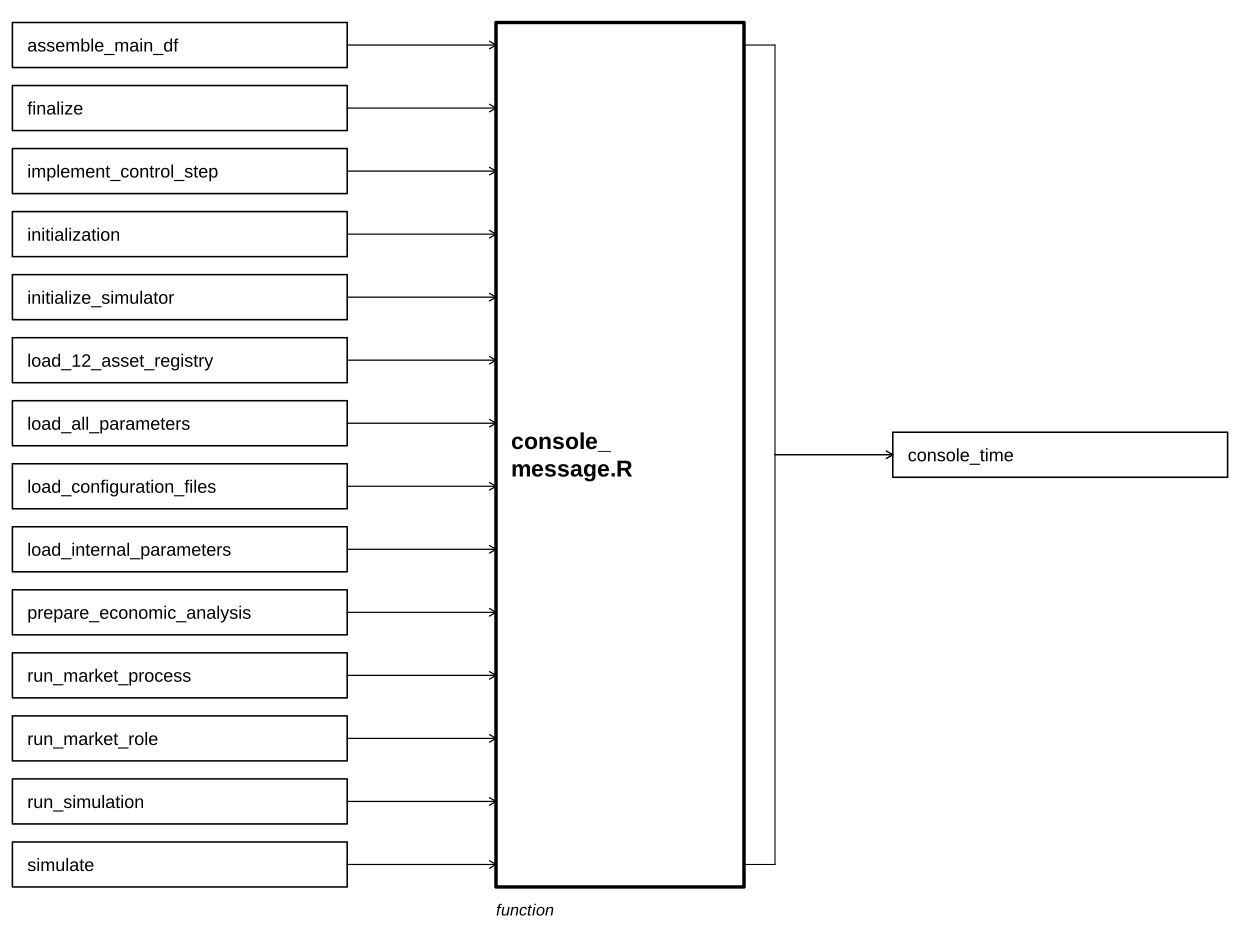 assemble_main_df
finalize
implement_control_step
initialization
initialize_simulator
load_12_asset_registry
load_all_parameters
load_configuration_files
load_internal_parameters
prepare_economic_analysis
run_market_process
run_market_role
run_simulation
simulate
console_
message.R
function
console_time